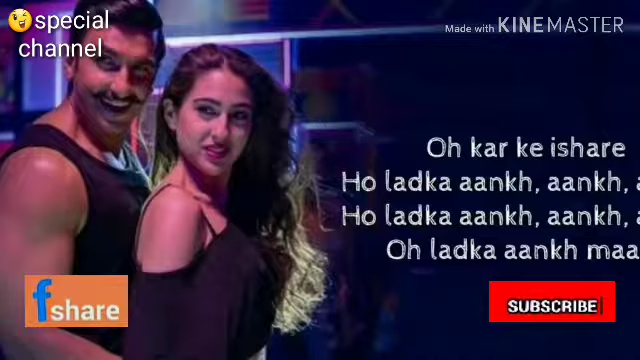 special
channel
Made with KINEMASTER
Oh kar ke ishare
Ho ladka aankh, aankh,
Ho ladka aankh, aankh,
Oh ladka aankh maa
f share
SUBSCRIBE